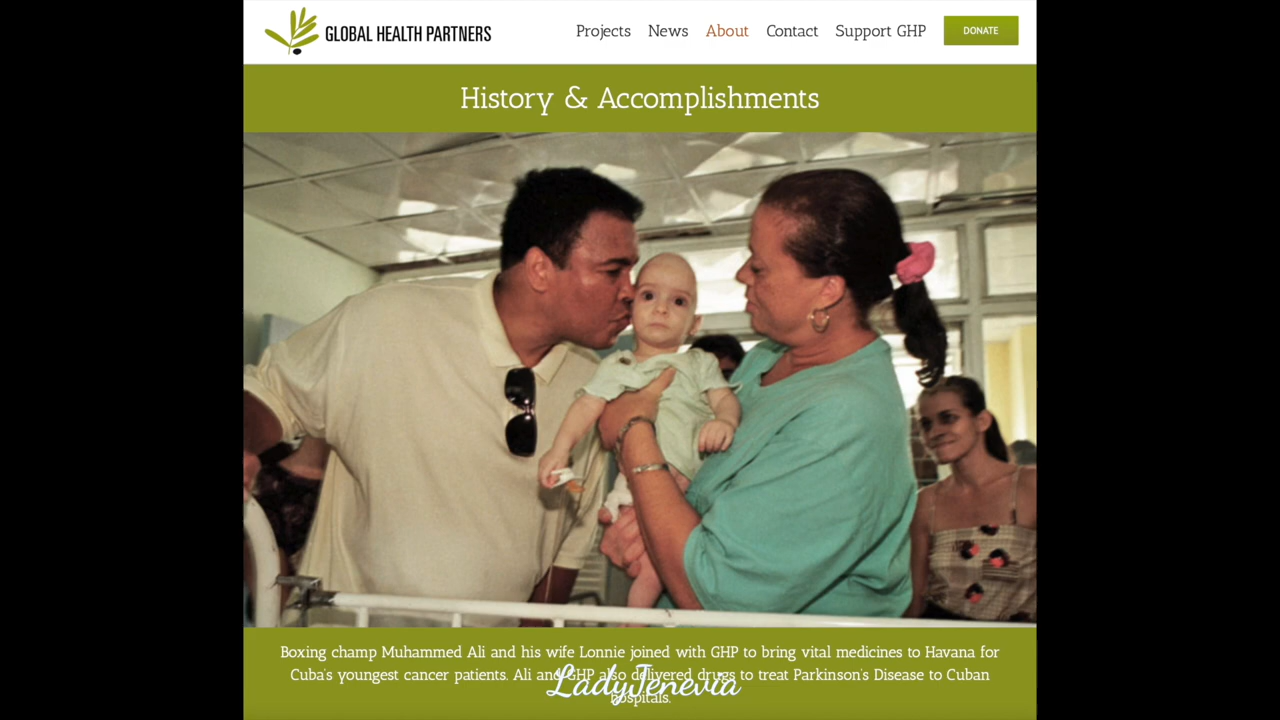 GLOBAL HEALTH PARTNERS
Projects News About Contact Support GHP DONATE
History & Accomplishments
Boxing champ Muhammed Ali and his wife Lonnie joined with GHP to bring vital medicines to Havana for
Cuba's youngest cancer patients. Ali and GHP also delivered drugs to treat Parkinson's Disease to Cuban
LadyJenevia
hospitals.